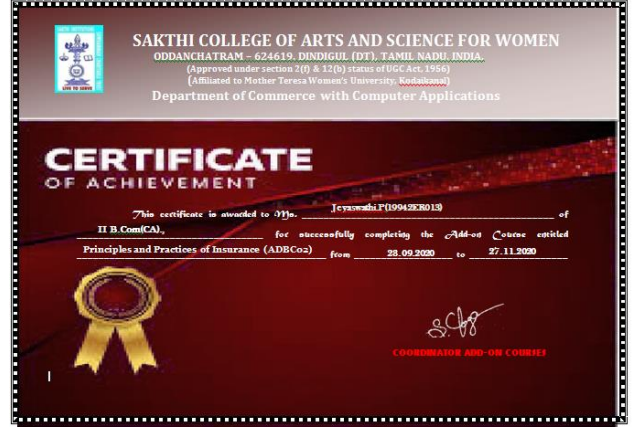 SAKTHI COLLEGE OF ARTS AND SCIENCE FOR WOMEN
ODDANCHATRAM – 624619. DINDIGUL (DT), TAMIL NADU, INDIA.
(Approved under section 2(f) & 12(b) status of UGC Act, 1956)
(Affiliated to Mother Teresa Women's University, Kodaikanal)
Department of Commerce with Computer Applications
LIVE TO SERVE
CERTIFICATE
OF ACHIEVEMENT
This certificate is awarded to Ms. Jeyaswathi.P(19942ER013) of
II B.Com(CA)., for successfully completing the Add-on Course entitled
Principles and Practices of Insurance (ADBC02) from 28.09.2020 to 27.11.2020
COORDINATOR ADD-ON COURSES